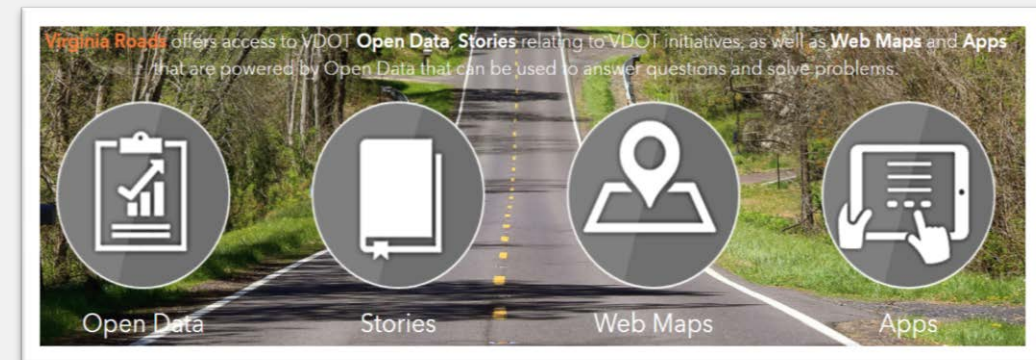 Virginia Roads offers access to VDOT Open Data, Stories relating to VDOT initiatives, as well as Web Maps and Apps
that are powered by Open Data that can be used to answer questions and solve problems.
Open Data
Stories
Web Maps
Apps